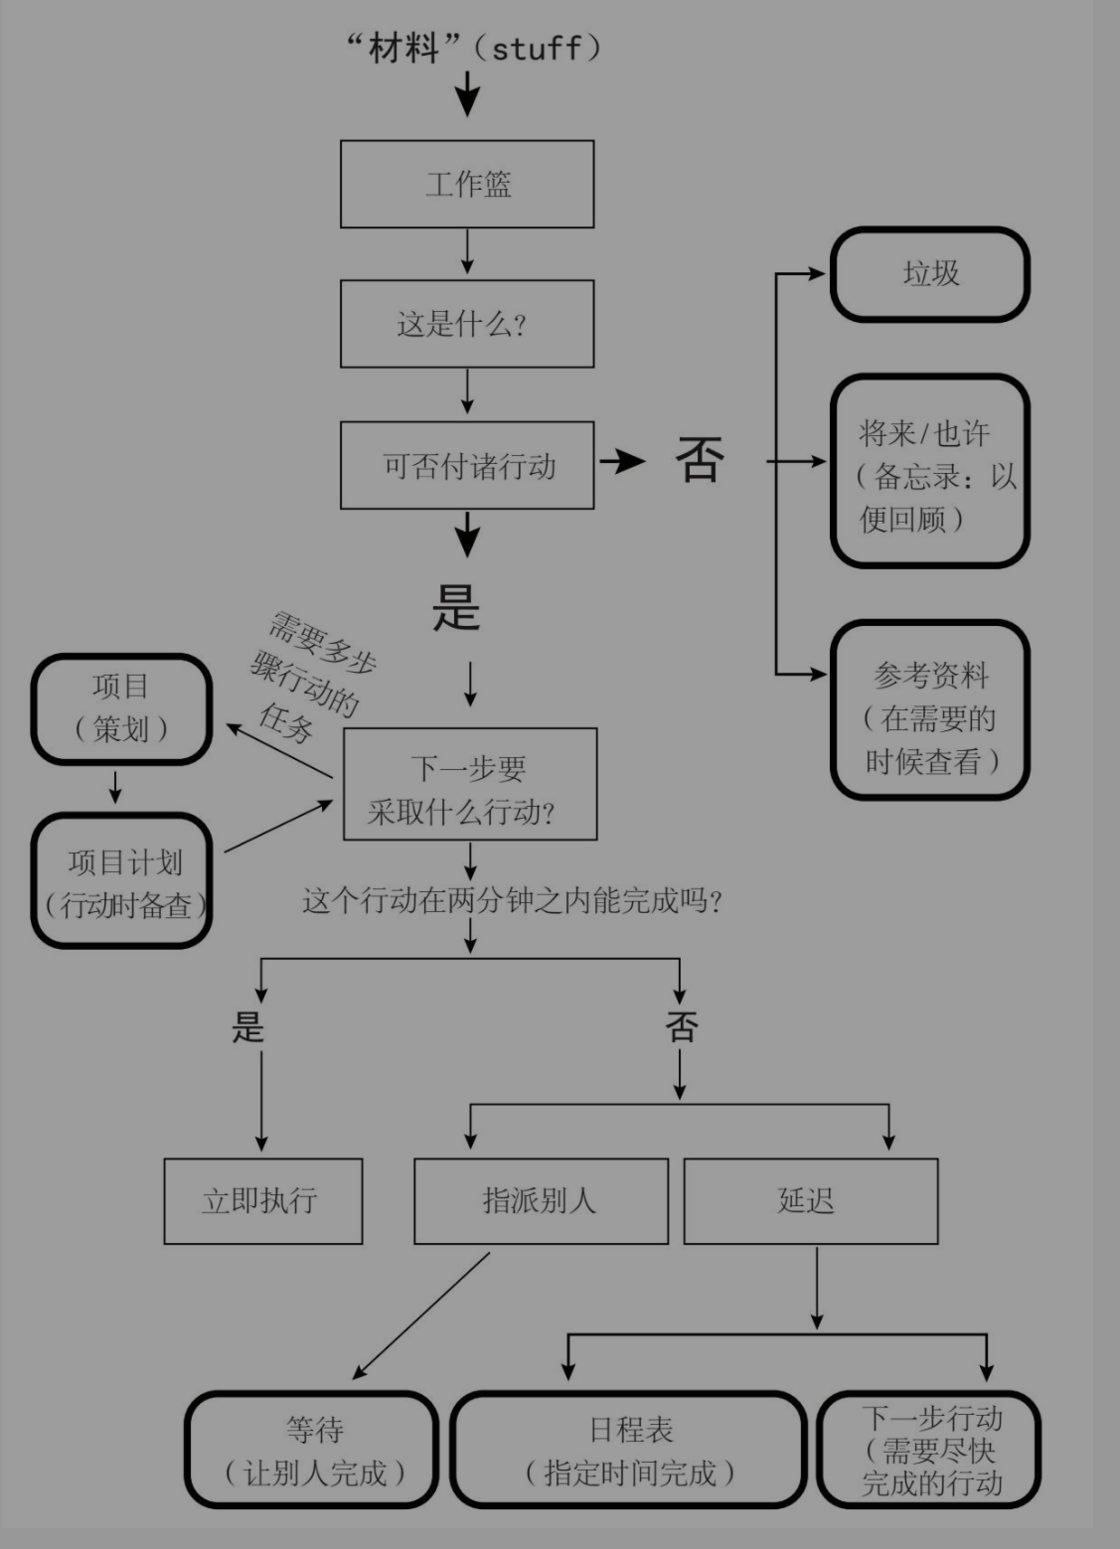 “材料”（stuff）
工作篮
这是什么？
可否付诸行动
否
垃圾
将来/也许
（备忘录：以
便回顾）
参考资料
（在需要的
时候查看）
是
需要多步
骤行动的
任务
项目
（策划）
项目计划
（行动时备查）
下一步要
采取什么行动？
这个行动在两分钟之内能完成吗？
是
否
立即执行
指派别人
延迟
等待
（让别人完成）
日程表
（指定时间完成）
下一步行动
（需要尽快
完成的行动